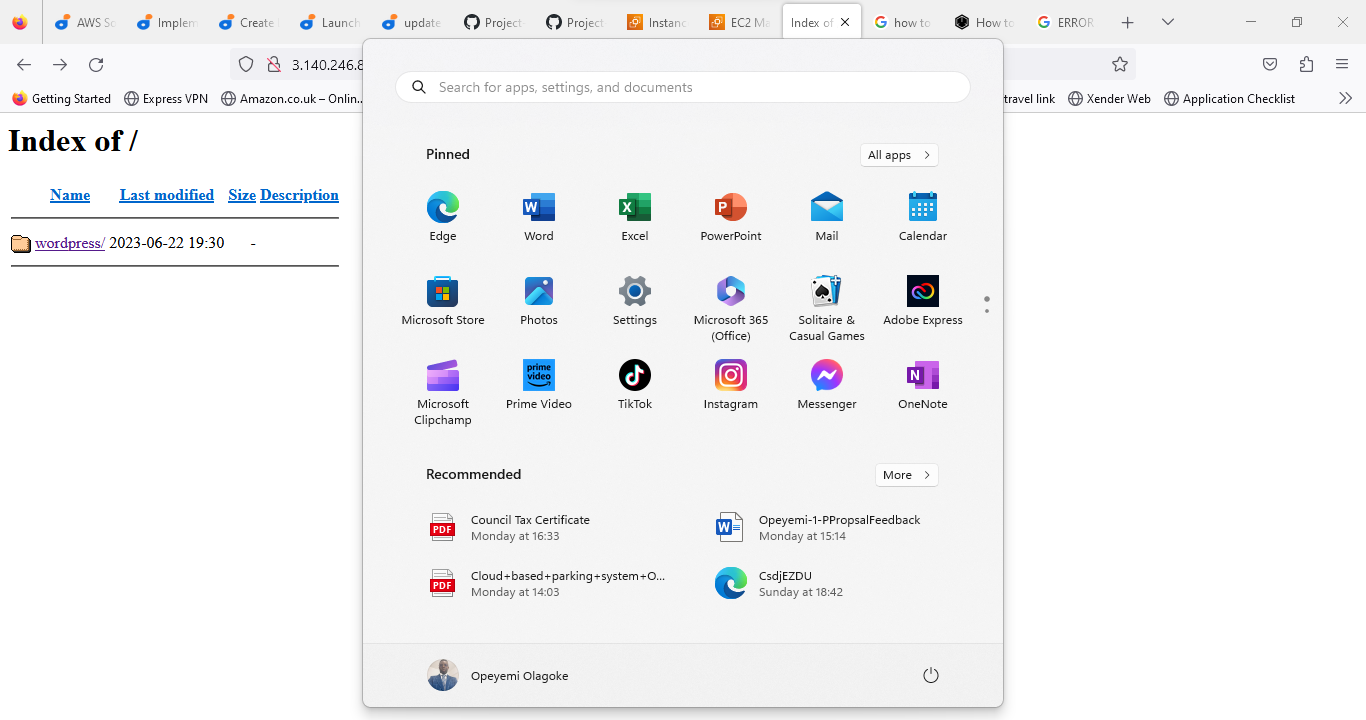 AWS So
Implem
Create
Launch
update
Project-
Project-
Instanc
EC2 Ma
Index of
how to
How to
ERROR
3.140.246.8
Getting Started
Express VPN
Amazon.co.uk – Onlin...
travel link
Xender Web
Application Checklist
Index of /
Name Last modified Size Description
wordpress/ 2023-06-22 19:30 -
Search for apps, settings, and documents
Pinned
All apps
Edge
Word
Excel
PowerPoint
Mail
Calendar
Microsoft Store
Photos
Settings
Microsoft 365
(Office)
Solitaire &
Casual Games
Adobe Express
prime
video
Microsoft
Clipchamp
Prime Video
TikTok
Instagram
Messenger
OneNote
Recommended
More
PDF
Council Tax Certificate
Monday at 16:33
Opeyemi-1-PPropsalFeedback
Monday at 15:14
PDF
Cloud+based+parking+system+O...
Monday at 14:03
CsdjEZDU
Sunday at 18:42
Opeyemi Olagoke